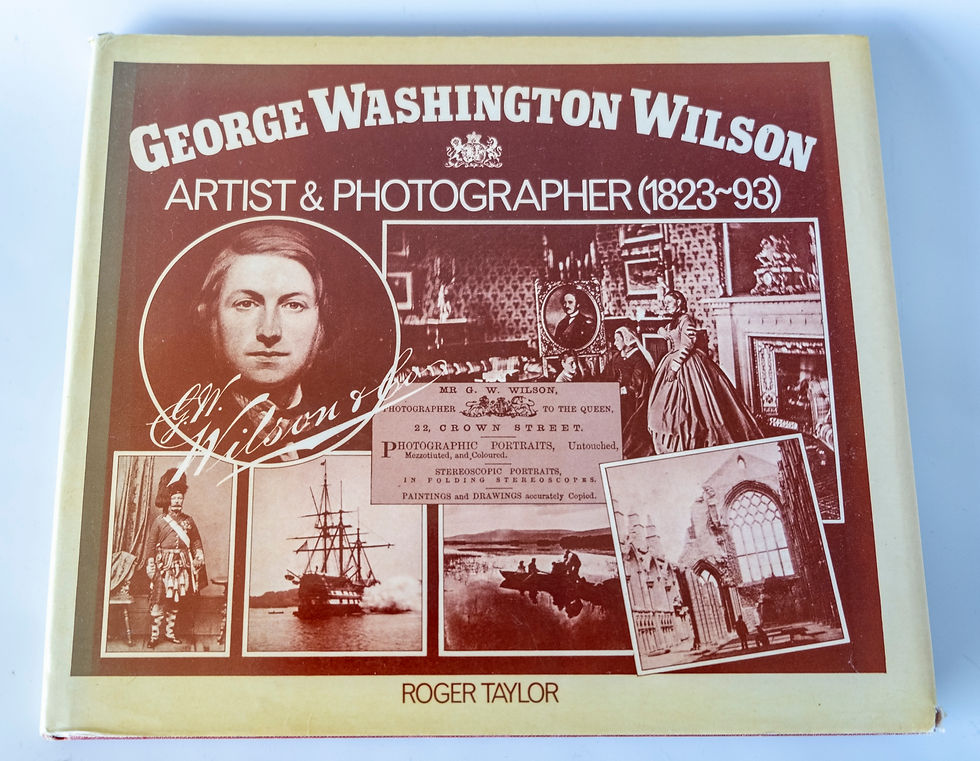 GEORGE WASHINGTON WILSON
ARTIST & PHOTOGRAPHER (1823~93)
G.W. Wilson & Co
MR G. W. WILSON,
PHOTOGRAPHER TO THE QUEEN,
22, CROWN STREET.
PHOTOGRAPHIC PORTRAITS, Untouched,
Mezzotinted, and Coloured.
STEREOSCOPIC PORTRAITS,
IN FOLDING STEREOSCOPES.
PAINTINGS and DRAWINGS accurately Copied.
ROGER TAYLOR